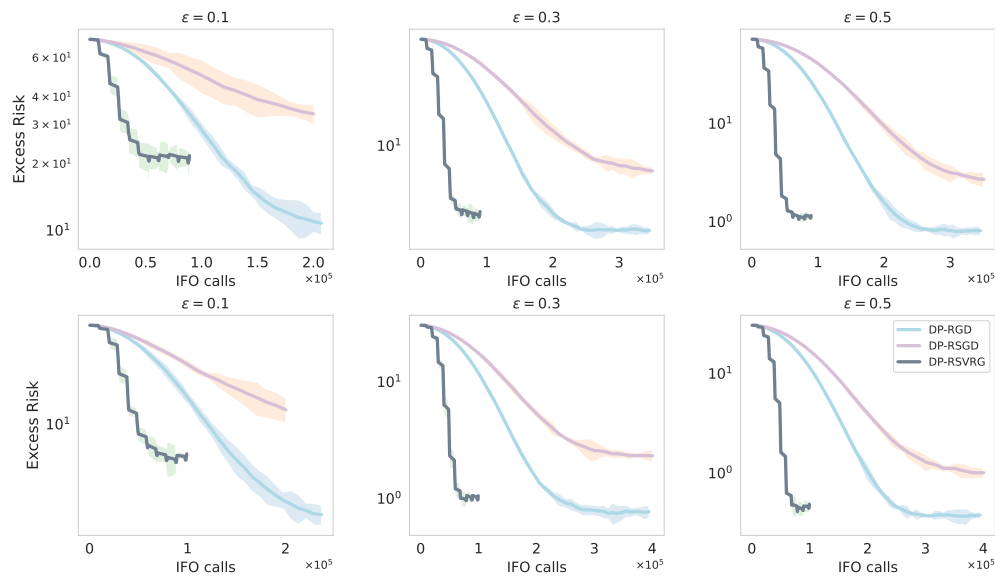 ε = 0.1
Excess Risk
6 × 10¹
4 × 10¹
3 × 10¹
2 × 10¹
10¹
0.0 0.5 1.0 1.5 2.0
IFO calls ×10⁵
ε = 0.3
10¹
0 1 2 3
IFO calls ×10⁵
ε = 0.5
10¹
10⁰
0 1 2 3
IFO calls ×10⁵
ε = 0.1
Excess Risk
10¹
0 1 2
IFO calls ×10⁵
ε = 0.3
10¹
10⁰
0 1 2 3 4
IFO calls ×10⁵
ε = 0.5
DP-RGD
DP-RSGD
DP-RSVRG
10¹
10⁰
0 1 2 3 4
IFO calls ×10⁵